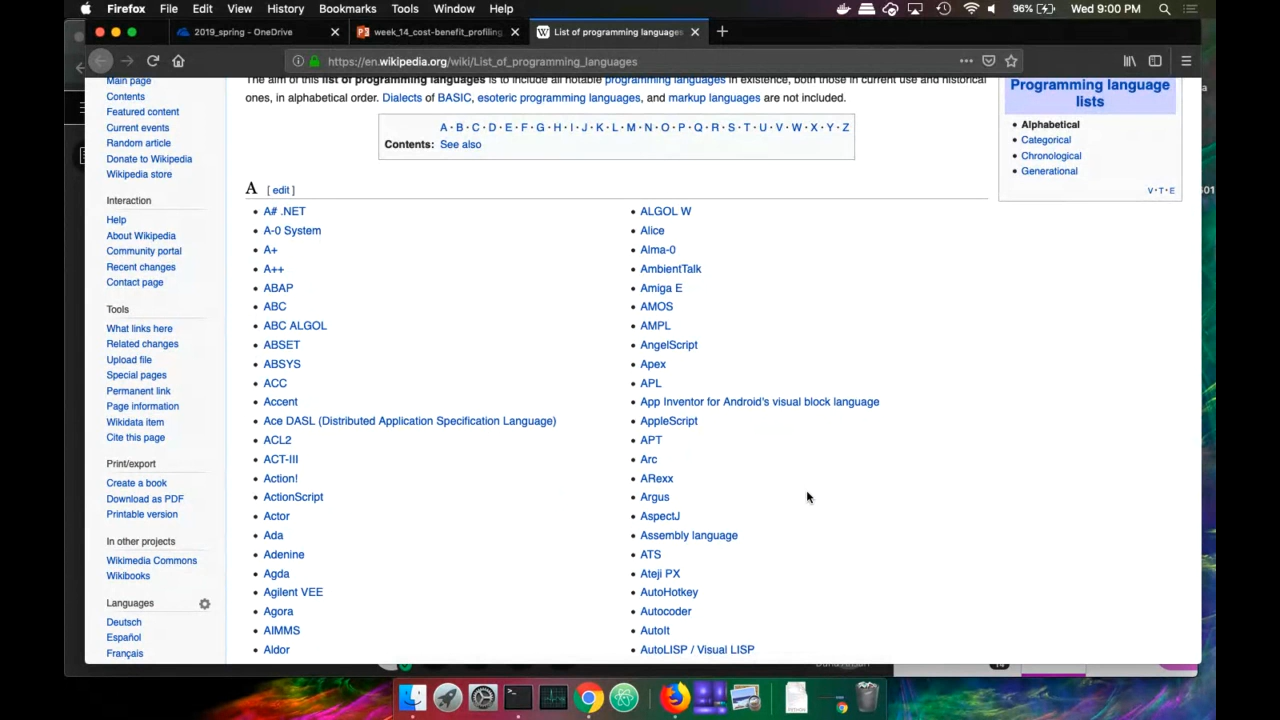 Firefox File Edit View History Bookmarks Tools Window Help 96% Wed 9:00 PM
2019_spring - OneDrive week_14_cost-benefit_profiling List of programming languages
https://en.wikipedia.org/wiki/List_of_programming_languages
The aim of this list of programming languages is to include all notable programming languages in existence, both those in current use and historical
ones, in alphabetical order. Dialects of BASIC, esoteric programming languages, and markup languages are not included.
A · B · C · D · E · F · G · H · I · J · K · L · M · N · O · P · Q · R · S · T · U · V · W · X · Y · Z
Contents: See also
Programming language
lists
• Alphabetical
• Categorical
• Chronological
• Generational
V · T · E
Main page
Contents
Featured content
Current events
Random article
Donate to Wikipedia
Wikipedia store
Interaction
Help
About Wikipedia
Community portal
Recent changes
Contact page
Tools
What links here
Related changes
Upload file
Special pages
Permanent link
Page information
Wikidata item
Cite this page
Print/export
Create a book
Download as PDF
Printable version
In other projects
Wikimedia Commons
Wikibooks
Languages
Deutsch
Español
Français
A [ edit ]
• A# .NET
• A-0 System
• A+
• A++
• ABAP
• ABC
• ABC ALGOL
• ABSET
• ABSYS
• ACC
• Accent
• Ace DASL (Distributed Application Specification Language)
• ACL2
• ACT-III
• Action!
• ActionScript
• Actor
• Ada
• Adenine
• Agda
• Agilent VEE
• Agora
• AIMMS
• Aldor
• ALGOL W
• Alice
• Alma-0
• AmbientTalk
• Amiga E
• AMOS
• AMPL
• AngelScript
• Apex
• APL
• App Inventor for Android's visual block language
• AppleScript
• APT
• Arc
• ARexx
• Argus
• AspectJ
• Assembly language
• ATS
• Ateji PX
• AutoHotkey
• Autocoder
• AutoIt
• AutoLISP / Visual LISP